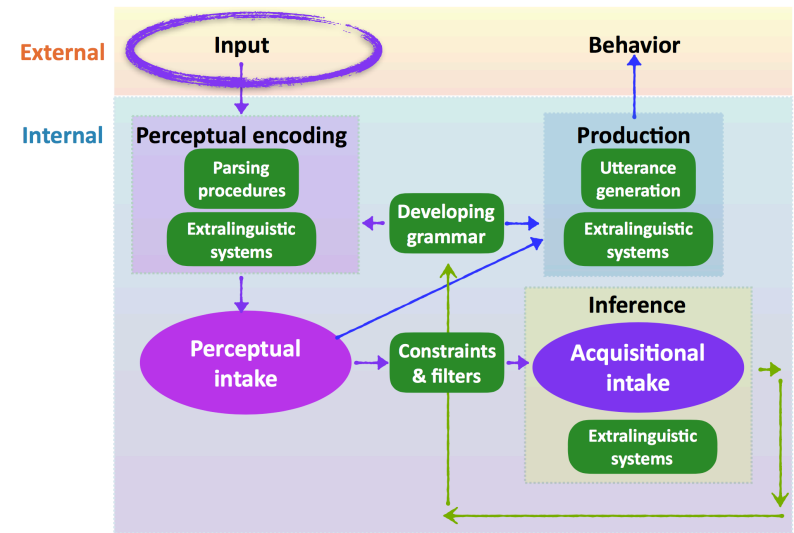 External
Input
Behavior
Internal
Perceptual encoding
Parsing
procedures
Extralinguistic
systems
Developing
grammar
Production
Utterance
generation
Extralinguistic
systems
Perceptual
intake
Constraints
& filters
Inference
Acquisitional
intake
Extralinguistic
systems